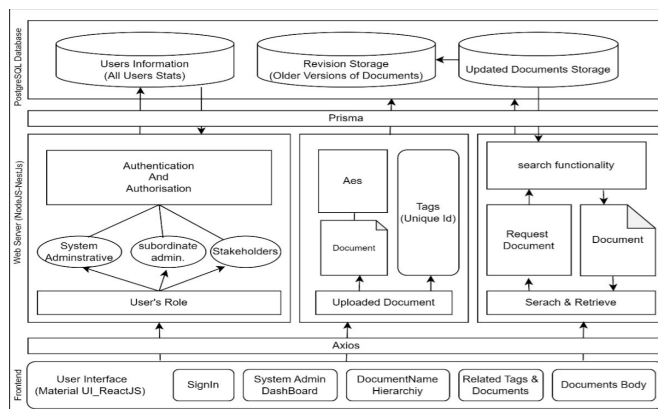 PostgreSQL Database
Users Information
(All Users Stats)
Revision Storage
(Older Versions of Documents)
Updated Documents Storage
Prisma
Web Server (NodeJS-NestJs)
Authentication
And
Authorisation
System
Adminstrative
subordinate
admin.
Stakeholders
User's Role
Aes
Document
Tags
(Unique Id)
Uploaded Document
search functionality
Request
Document
Document
Serach & Retrieve
Axios
Frontend
User Interface
(Material UI_ReactJS)
SignIn
System Admin
DashBoard
DocumentName
Hierarchiy
Related Tags &
Documents
Documents Body